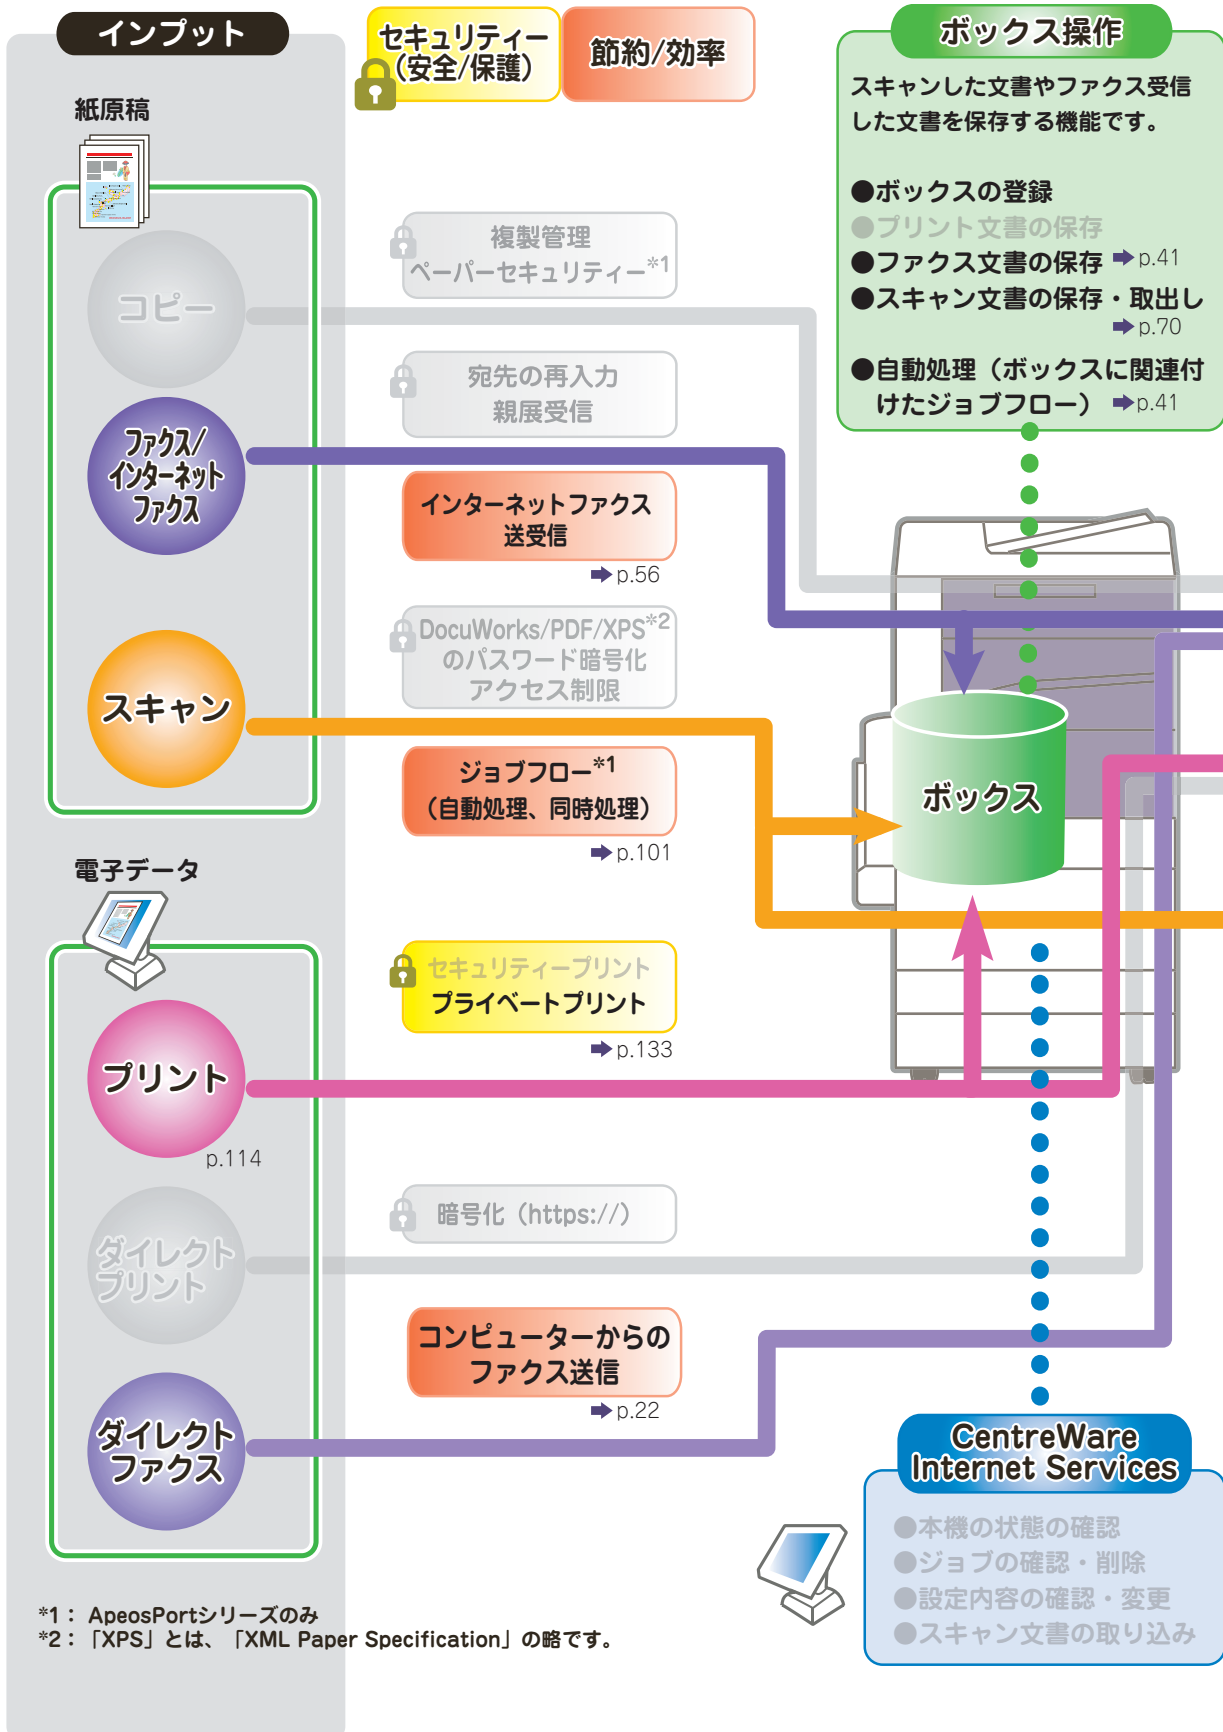 インプット
セキュリティー
(安全/保護)
節約/効率
紙原稿
コピー
ファクス/
インターネット
ファクス
スキャン
電子データ
プリント
p.114
ダイレクト
プリント
ダイレクト
ファクス
複製管理
ペーパーセキュリティー*1
宛先の再入力
親展受信
インターネットファクス
送受信
p.56
DocuWorks/PDF/XPS*2
のパスワード暗号化
アクセス制限
ジョブフロー*1
（自動処理、同時処理）
p.101
セキュリティープリント
プライベートプリント
p.133
暗号化（https://）
コンピューターからの
ファクス送信
p.22
ボックス操作
スキャンした文書やファクス受信
した文書を保存する機能です。
●ボックスの登録
●プリント文書の保存
●ファクス文書の保存 p.41
●スキャン文書の保存・取出し
p.70
●自動処理（ボックスに関連付
けたジョブフロー） p.41
ボックス
CentreWare
Internet Services
●本機の状態の確認
●ジョブの確認・削除
●設定内容の確認・変更
●スキャン文書の取り込み
*1： ApeosPortシリーズのみ
*2：「XPS」とは、「XML Paper Specification」の略です。